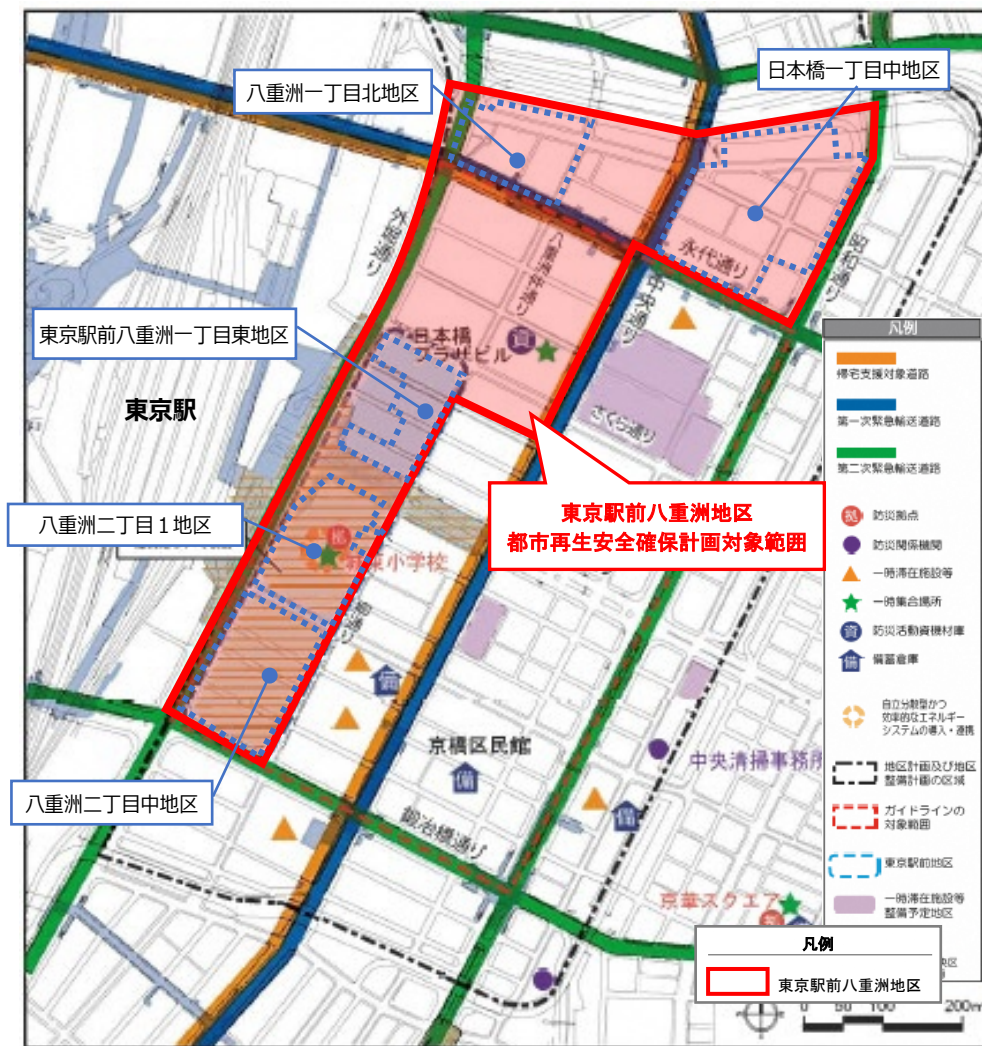 日本橋一丁目中地区
八重洲一丁目北地区
外堀通り
八重洲仲通り
永代通り
昭和通り
中央通り
東京駅前八重洲一丁目東地区
日本橋
プラザビル
資
さくら通り
東京駅
東京駅前八重洲地区
都市再生安全確保計画対象範囲
八重洲二丁目1地区
拠
小学校
備
京橋区民館
備
中央清掃事務所
八重洲二丁目中地区
備
鍛冶橋通り
京華スクエア
凡例
帰宅支援対象道路
第一次緊急輸送道路
第二次緊急輸送道路
拠 防災拠点
防災関係機関
一時滞在施設等
一時集合場所
資 防災活動資機材庫
備 備蓄倉庫
自立分散型かつ
効率的なエネルギー
システムの導入・連携
地区計画及び地区
整備計画の区域
ガイドラインの
対象範囲
東京駅前地区
一時滞在施設等
整備予定地区
凡例
東京駅前八重洲地区
0 50 100 200m